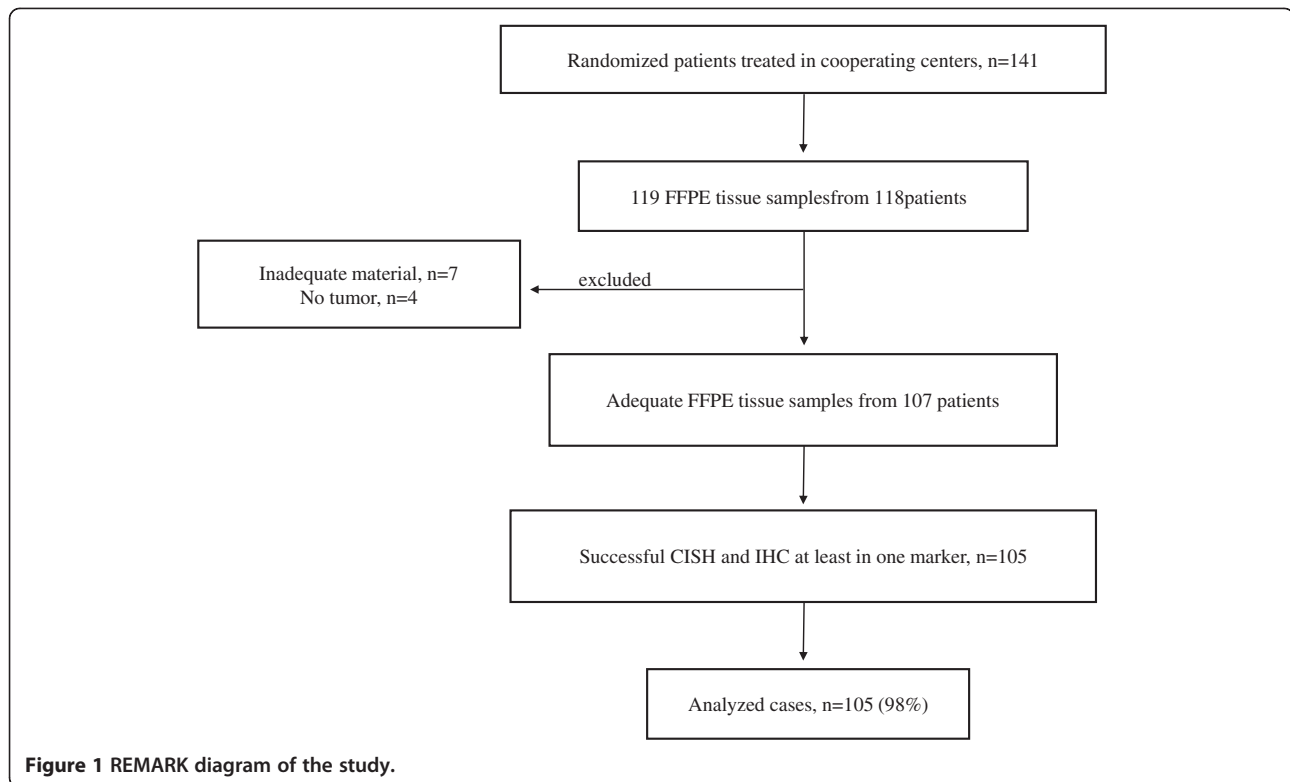 Randomized patients treated in cooperating centers, n=141
119 FFPE tissue samplesfrom 118patients
Inadequate material, n=7
No tumor, n=4
excluded
Adequate FFPE tissue samples from 107 patients
Successful CISH and IHC at least in one marker, n=105
Analyzed cases, n=105 (98%)
Figure 1 REMARK diagram of the study.